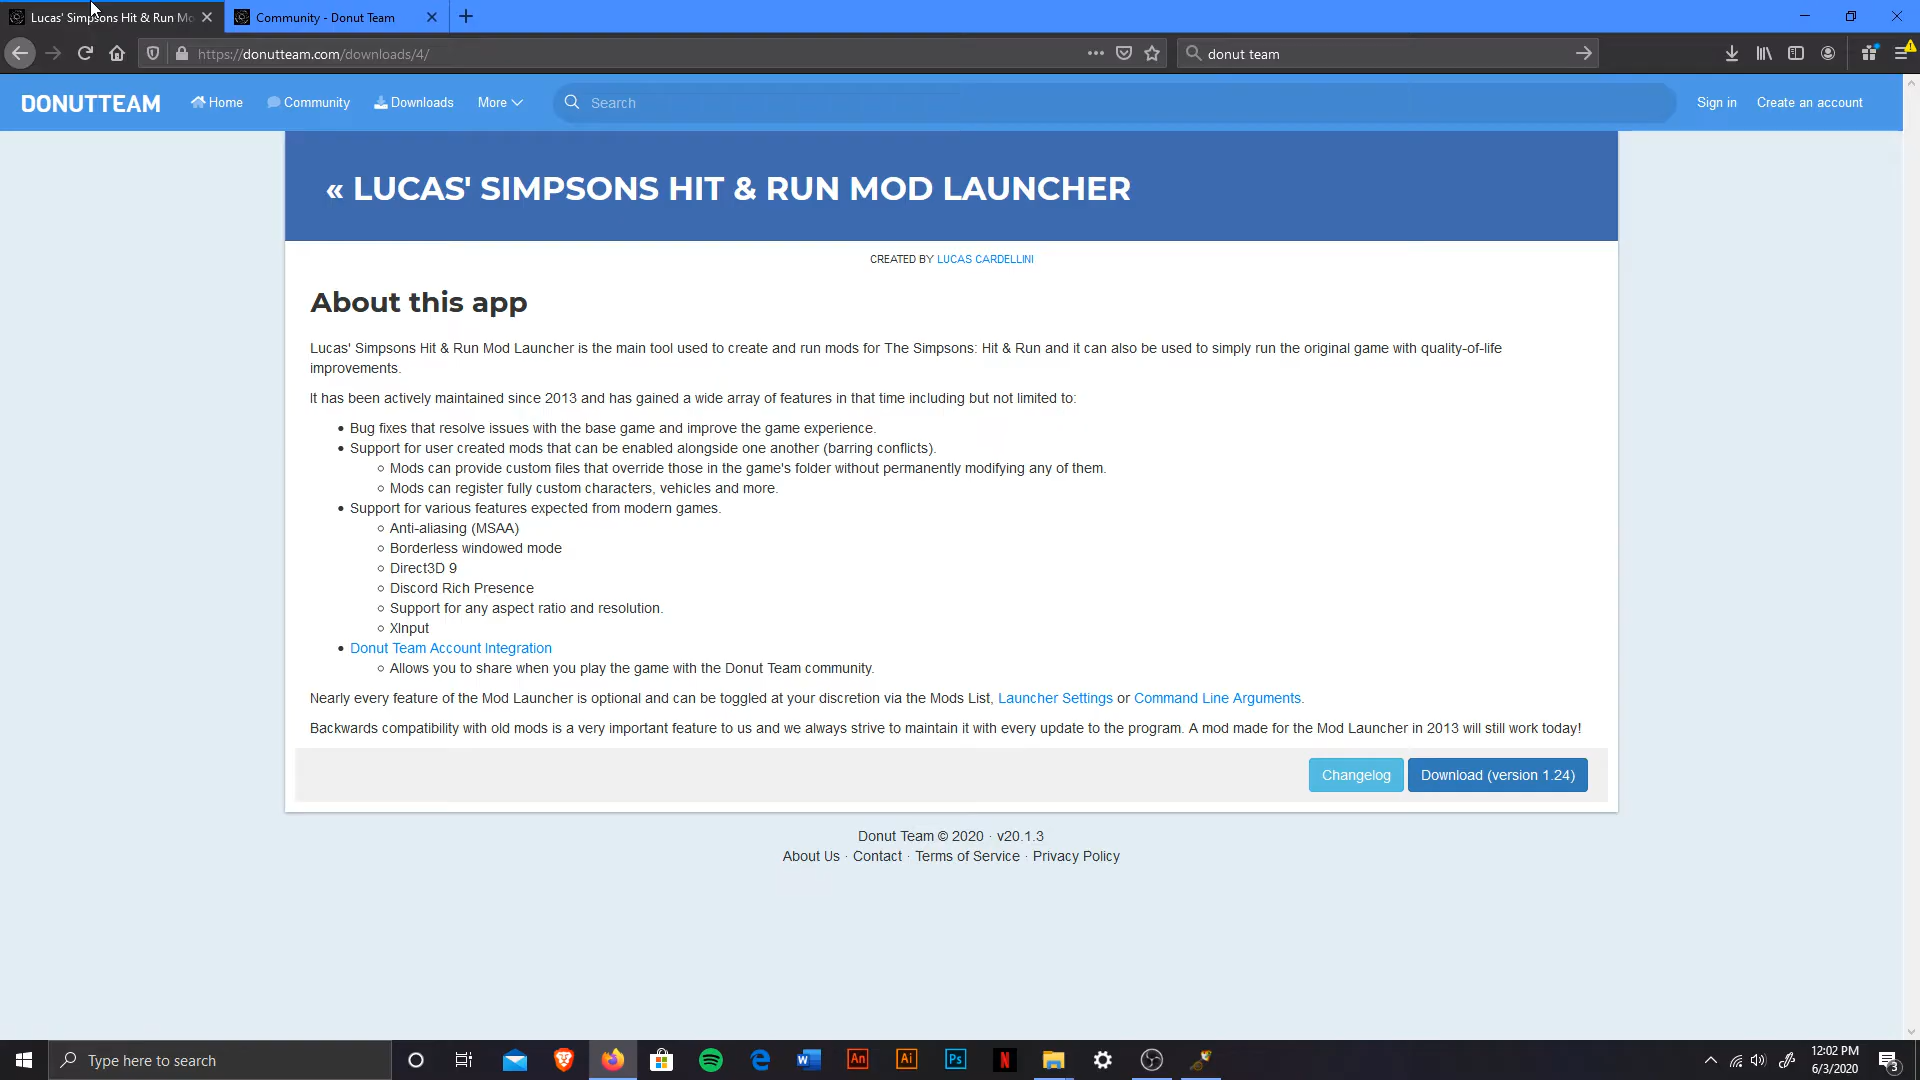 Lucas' Simpsons Hit & Run Mo
Community - Donut Team
https://donutteam.com/downloads/4/
donut team
DONUTTEAM
Home
Community
Downloads
More
Search
Sign in
Create an account
« LUCAS' SIMPSONS HIT & RUN MOD LAUNCHER
CREATED BY LUCAS CARDELLINI
About this app
Lucas' Simpsons Hit & Run Mod Launcher is the main tool used to create and run mods for The Simpsons: Hit & Run and it can also be used to simply run the original game with quality-of-life
improvements.
It has been actively maintained since 2013 and has gained a wide array of features in that time including but not limited to:
Bug fixes that resolve issues with the base game and improve the game experience.
Support for user created mods that can be enabled alongside one another (barring conflicts).
Mods can provide custom files that override those in the game's folder without permanently modifying any of them.
Mods can register fully custom characters, vehicles and more.
Support for various features expected from modern games.
Anti-aliasing (MSAA)
Borderless windowed mode
Direct3D 9
Discord Rich Presence
Support for any aspect ratio and resolution.
XInput
Donut Team Account Integration
Allows you to share when you play the game with the Donut Team community.
Nearly every feature of the Mod Launcher is optional and can be toggled at your discretion via the Mods List, Launcher Settings or Command Line Arguments.
Backwards compatibility with old mods is a very important feature to us and we always strive to maintain it with every update to the program. A mod made for the Mod Launcher in 2013 will still work today!
Changelog
Download (version 1.24)
Donut Team © 2020 · v20.1.3
About Us · Contact · Terms of Service · Privacy Policy
Type here to search
An
Ai
Ps
N
12:02 PM
6/3/2020
3